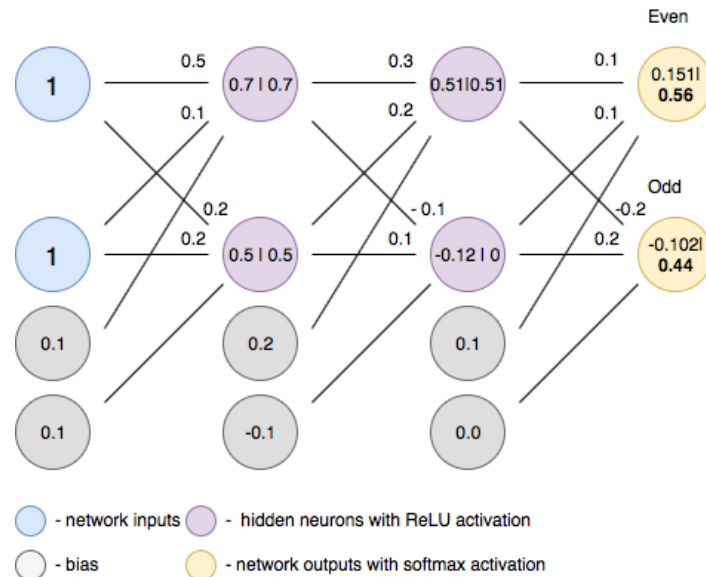 Even
0.5
0.3
0.1
1
0.7 | 0.7
0.51|0.51
0.151|
0.56
0.1
0.2
0.1
Odd
0.2
- 0.1
-0.2
0.2
0.1
0.2
1
0.5 | 0.5
-0.12 | 0
-0.102|
0.44
0.1
0.2
0.1
0.1
-0.1
0.0
- network inputs
- hidden neurons with ReLU activation
- bias
- network outputs with softmax activation